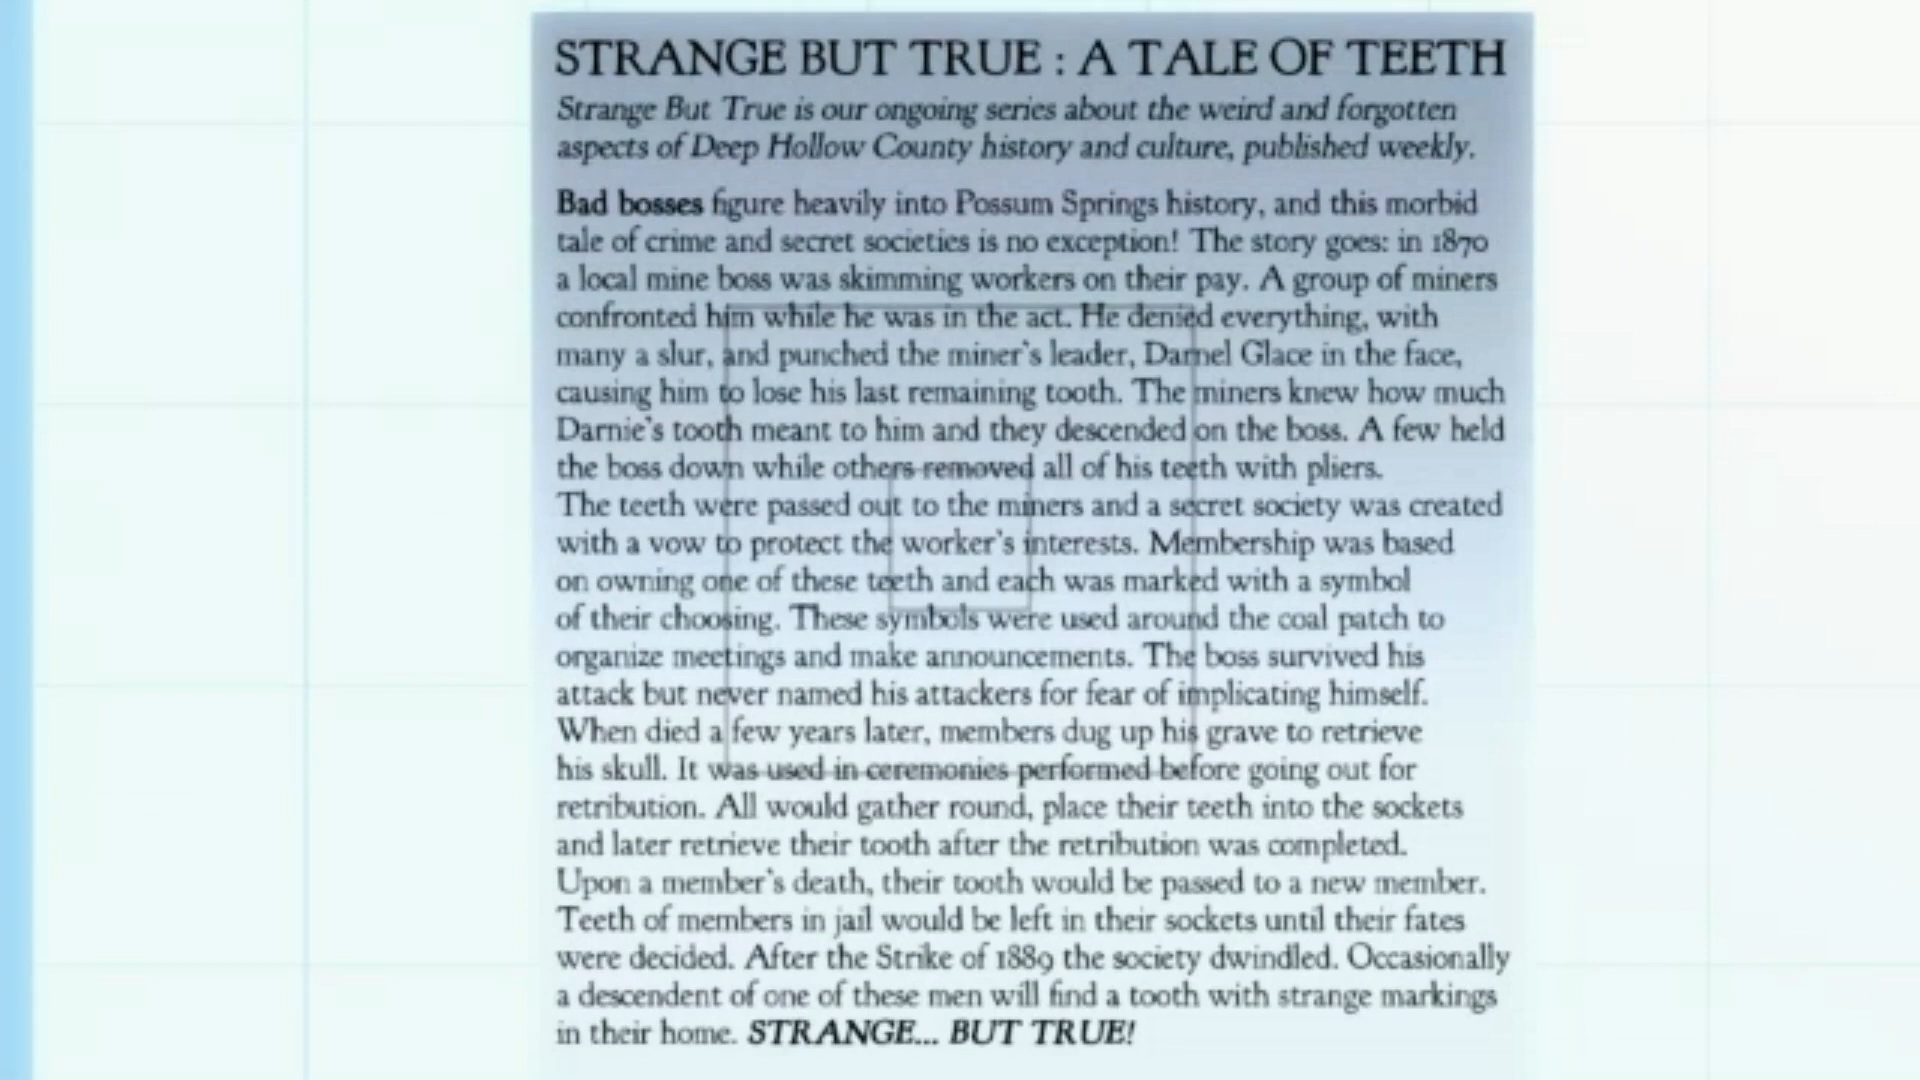 STRANGE BUT TRUE : A TALE OF TEETH
Strange But True is our ongoing series about the weird and forgotten
aspects of Deep Hollow County history and culture, published weekly.
Bad bosses figure heavily into Possum Springs history, and this morbid
tale of crime and secret societies is no exception! The story goes: in 1870
a local mine boss was skimming workers on their pay. A group of miners
confronted him while he was in the act. He denied everything, with
many a slur, and punched the miner's leader, Darnel Glace in the face,
causing him to lose his last remaining tooth. The miners knew how much
Darnie's tooth meant to him and they descended on the boss. A few held
the boss down while others removed all of his teeth with pliers.
The teeth were passed out to the miners and a secret society was created
with a vow to protect the worker's interests. Membership was based
on owning one of these teeth and each was marked with a symbol
of their choosing. These symbols were used around the coal patch to
organize meetings and make announcements. The boss survived his
attack but never named his attackers for fear of implicating himself.
When died a few years later, members dug up his grave to retrieve
his skull. It was used in ceremonies performed before going out for
retribution. All would gather round, place their teeth into the sockets
and later retrieve their tooth after the retribution was completed.
Upon a member's death, their tooth would be passed to a new member.
Teeth of members in jail would be left in their sockets until their fates
were decided. After the Strike of 1889 the society dwindled. Occasionally
a descendent of one of these men will find a tooth with strange markings
in their home. STRANGE... BUT TRUE!